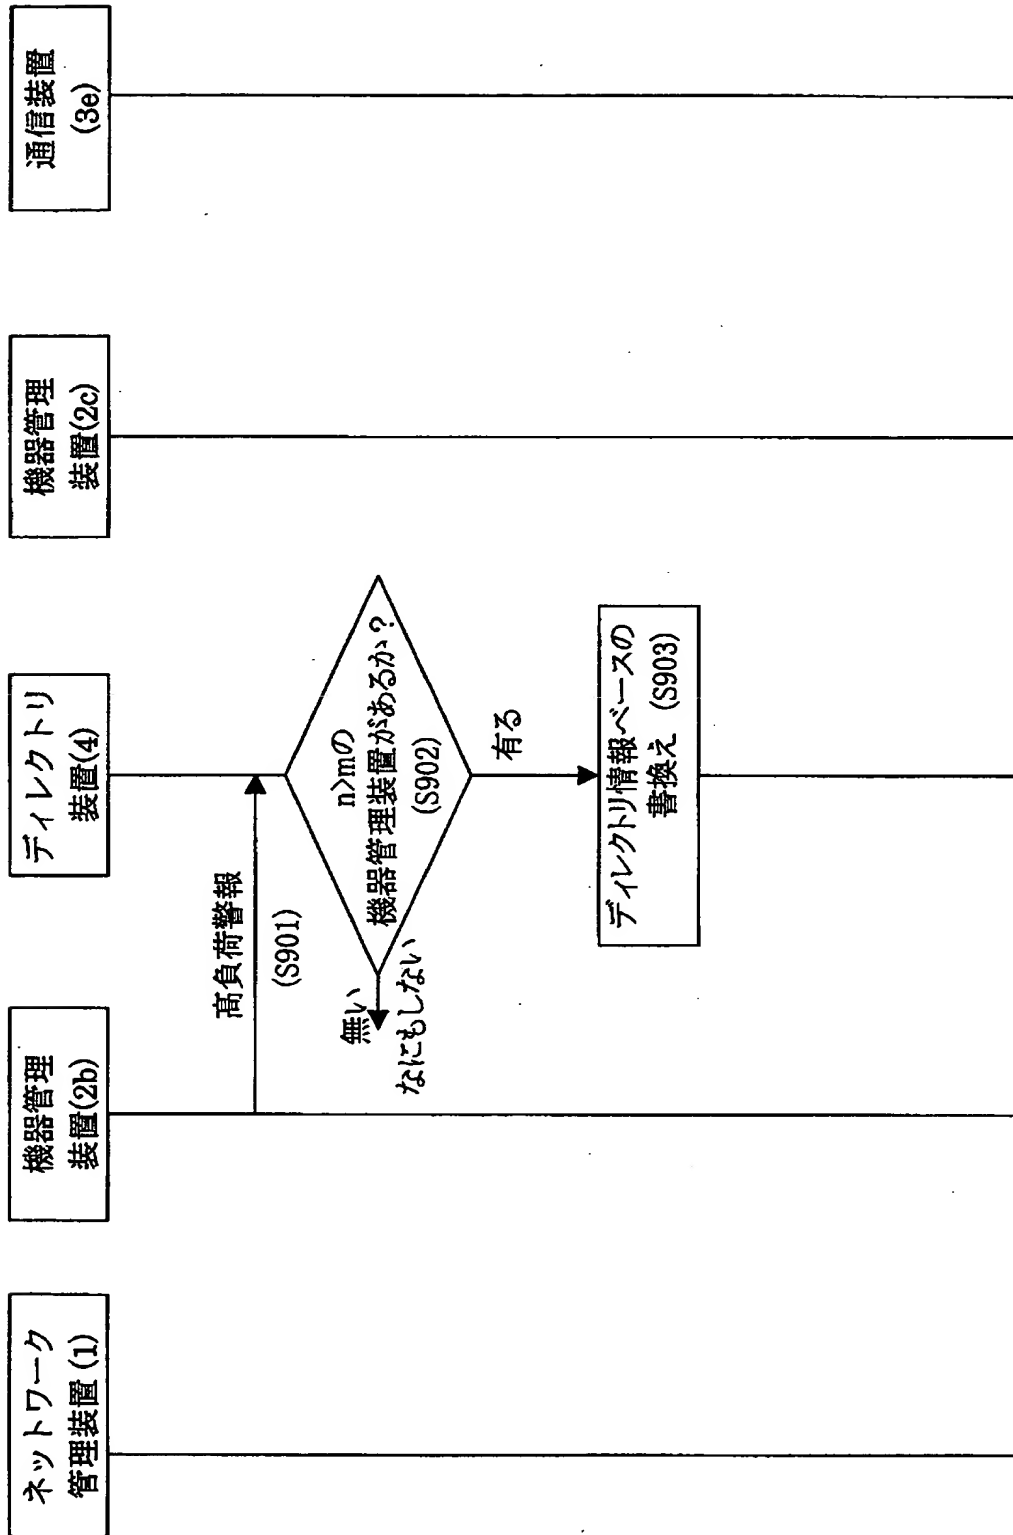 ネットワーク
管理装置(1)
機器管理
装置(2b)
ディレクトリ
装置(4)
機器管理
装置(2c)
通信装置
(3e)
高負荷警報
(S901)
n>mの
機器管理装置があるか？
(S902)
無い
なにもしない
有る
ディレクトリ情報ベースの
書換え (S903)